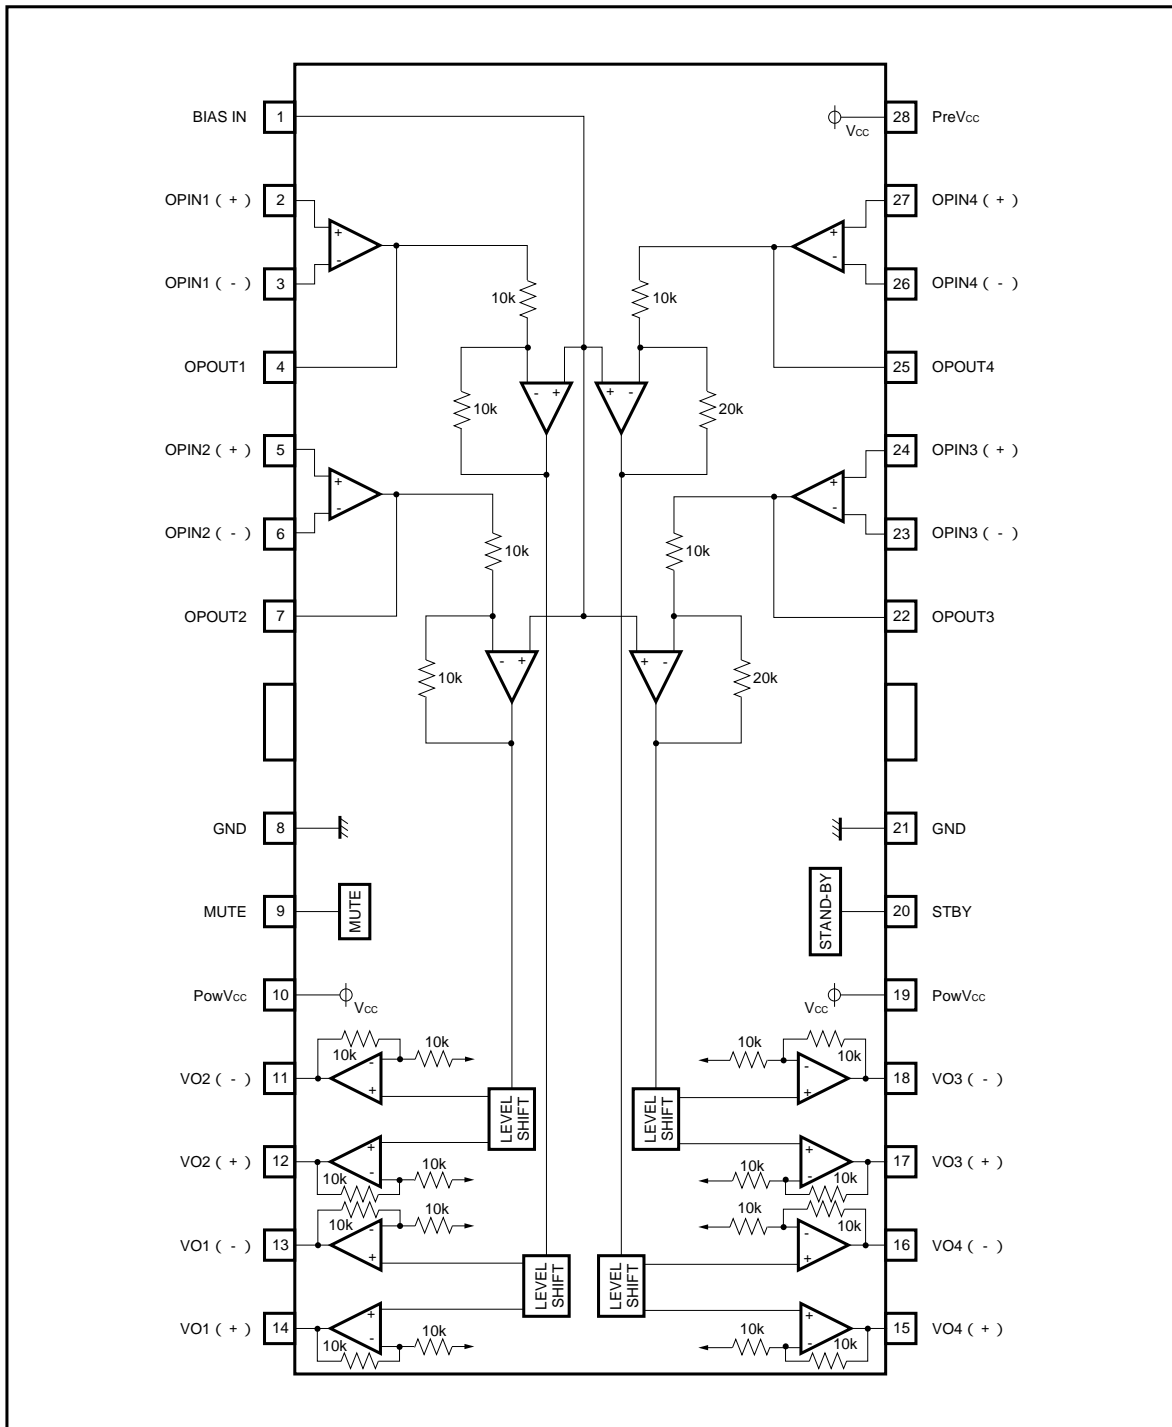 BIAS IN 1
28 PreVcc
Vcc
OPIN1 ( + ) 2
+
-
27 OPIN4 ( + )
+
-
OPIN1 ( - ) 3
26 OPIN4 ( - )
10k
10k
OPOUT1 4
25 OPOUT4
- +
+ -
10k
20k
OPIN2 ( + ) 5
+
-
24 OPIN3 ( + )
+
-
OPIN2 ( - ) 6
23 OPIN3 ( - )
10k
10k
OPOUT2 7
22 OPOUT3
- +
+ -
10k
20k
GND 8
21 GND
MUTE 9
MUTE
STAND-BY
20 STBY
PowVcc 10
Vcc
Vcc
19 PowVcc
10k
10k
10k
10k
VO2 ( - ) 11
-
+
-
+
18 VO3 ( - )
LEVEL
SHIFT
LEVEL
SHIFT
VO2 ( + ) 12
+
-
+
-
17 VO3 ( + )
10k
10k
10k
10k
10k
10k
10k
10k
VO1 ( - ) 13
-
+
-
+
16 VO4 ( - )
LEVEL
SHIFT
LEVEL
SHIFT
VO1 ( + ) 14
+
-
+
-
15 VO4 ( + )
10k
10k
10k
10k